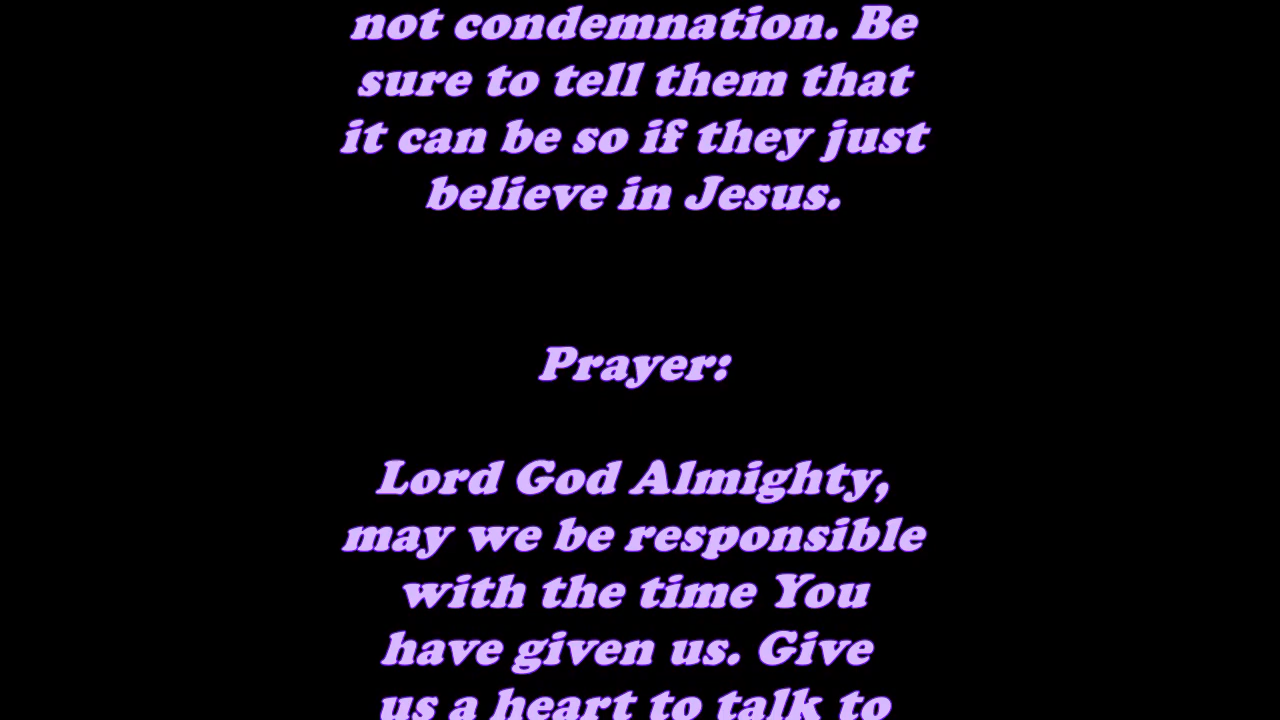 not condemnation. Be
sure to tell them that
it can be so if they just
believe in Jesus.
Prayer:
Lord God Almighty,
may we be responsible
with the time You
have given us. Give
us a heart to talk to